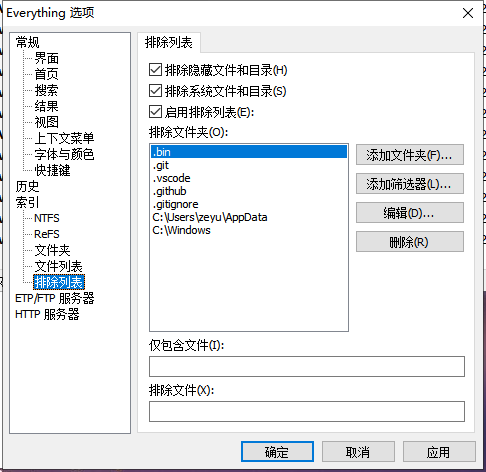 Everything 选项
常规
界面
首页
搜索
结果
视图
上下文菜单
字体与颜色
快捷键
历史
索引
NTFS
ReFS
文件夹
文件列表
排除列表
ETP/FTP 服务器
HTTP 服务器
排除列表
排除隐藏文件和目录(H)
排除系统文件和目录(S)
启用排除列表(E):
排除文件夹(O):
.bin
.git
.vscode
.github
.gitignore
C:\Users\zeyu\AppData
C:\Windows
添加文件夹(F)...
添加筛选器(L)...
编辑(D)...
删除(R)
仅包含文件(I):
排除文件(X):
确定
取消
应用